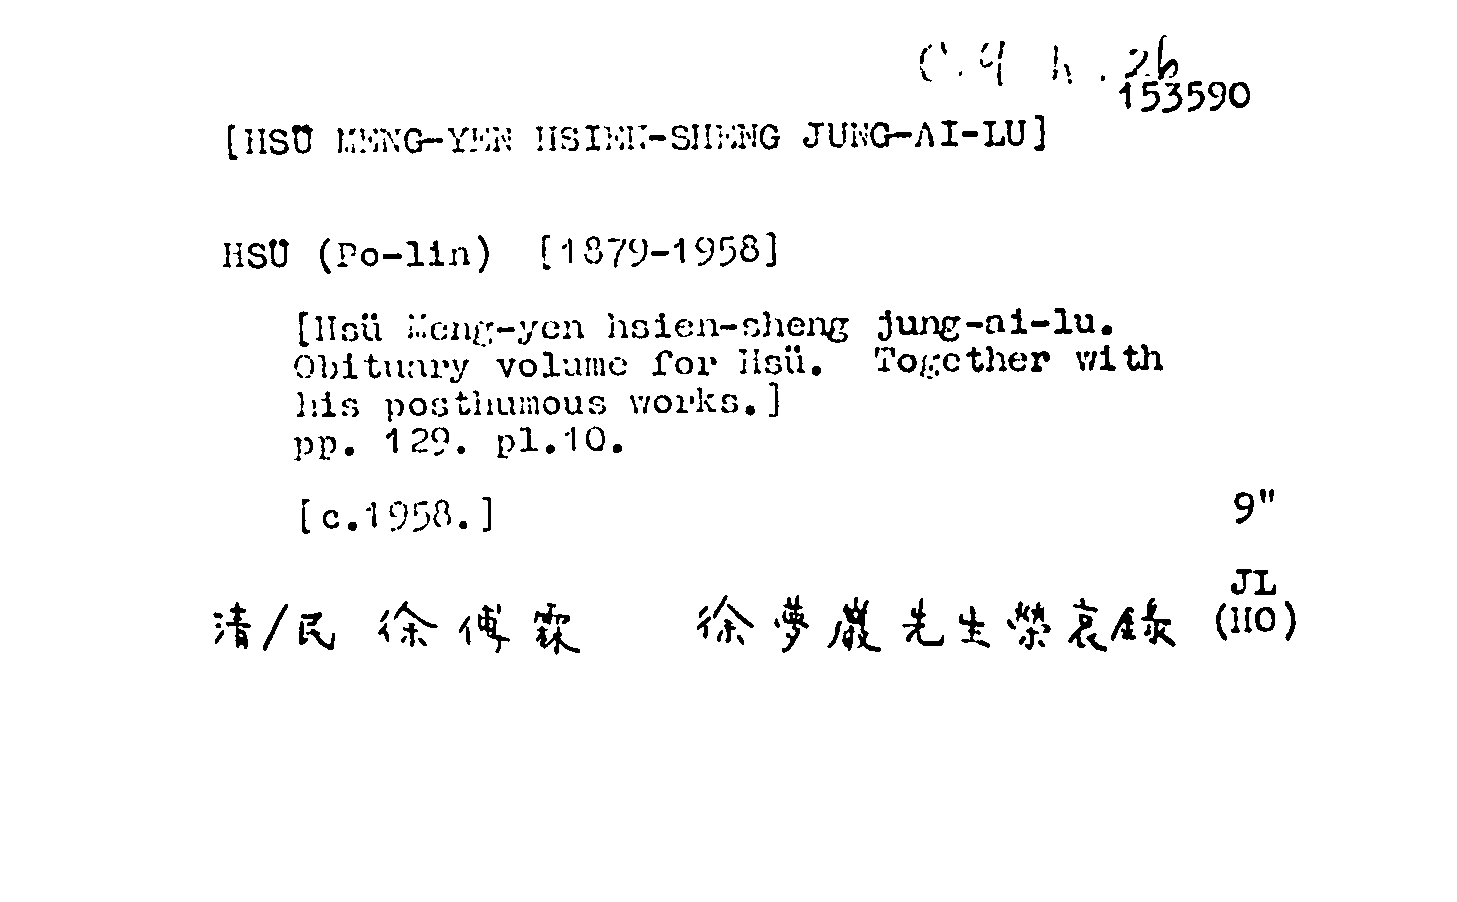 C.4 h.26
153590
[HSÜ MENG-YEN HSIEN-SHENG JUNG-AI-LU]
HSÜ (Po-lin) [1879-1958]
[Hsü Meng-yen hsien-sheng jung-ai-lu.
Obituary volume for Hsü. Together with
his posthumous works.]
pp. 129. pl.10.
[c.1958.] 9"
JL
清/民 徐傅霖 徐夢巖先生榮哀錄 (HO)